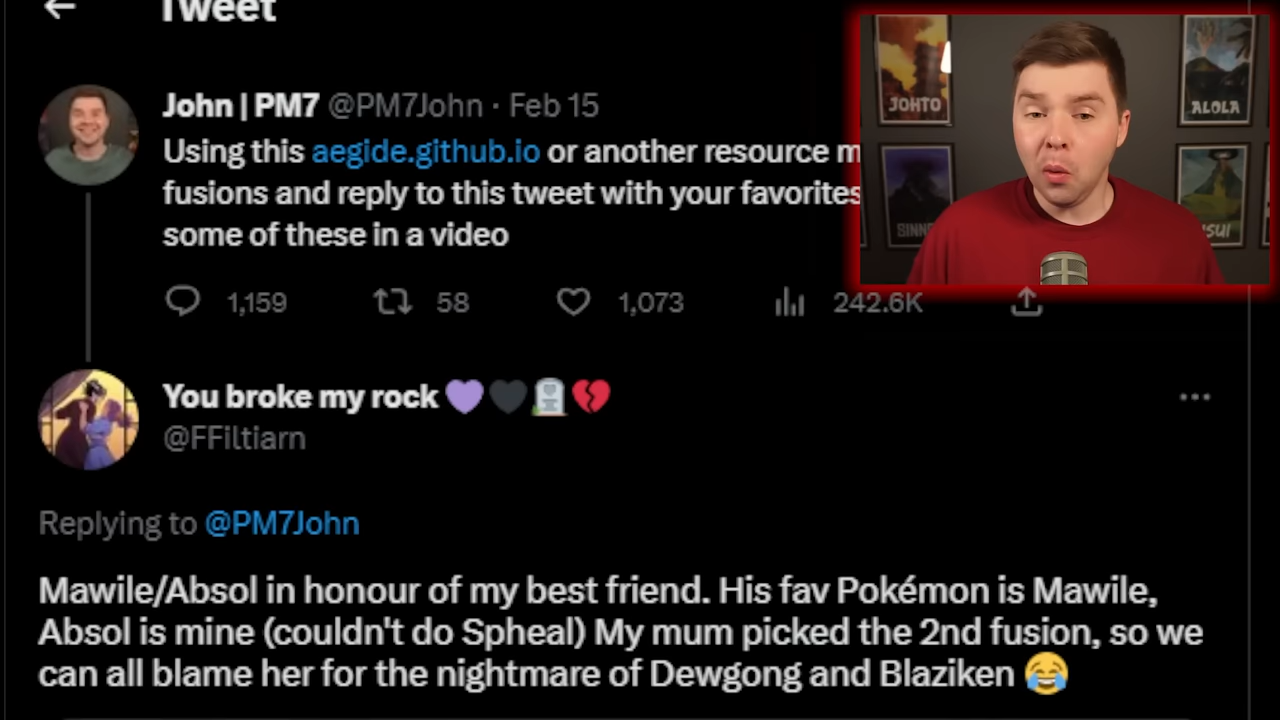 Tweet
John | PM7 @PM7John · Feb 15
Using this aegide.github.io or another resource
fusions and reply to this tweet with your favorites
some of these in a video
1,159 58 1,073 242.6K
You broke my rock 💜🖤🪦💔
@FFiltiarn
Replying to @PM7John
Mawile/Absol in honour of my best friend. His fav Pokémon is Mawile,
Absol is mine (couldn't do Spheal) My mum picked the 2nd fusion, so we
can all blame her for the nightmare of Dewgong and Blaziken 😂
JOHTO
ALOLA